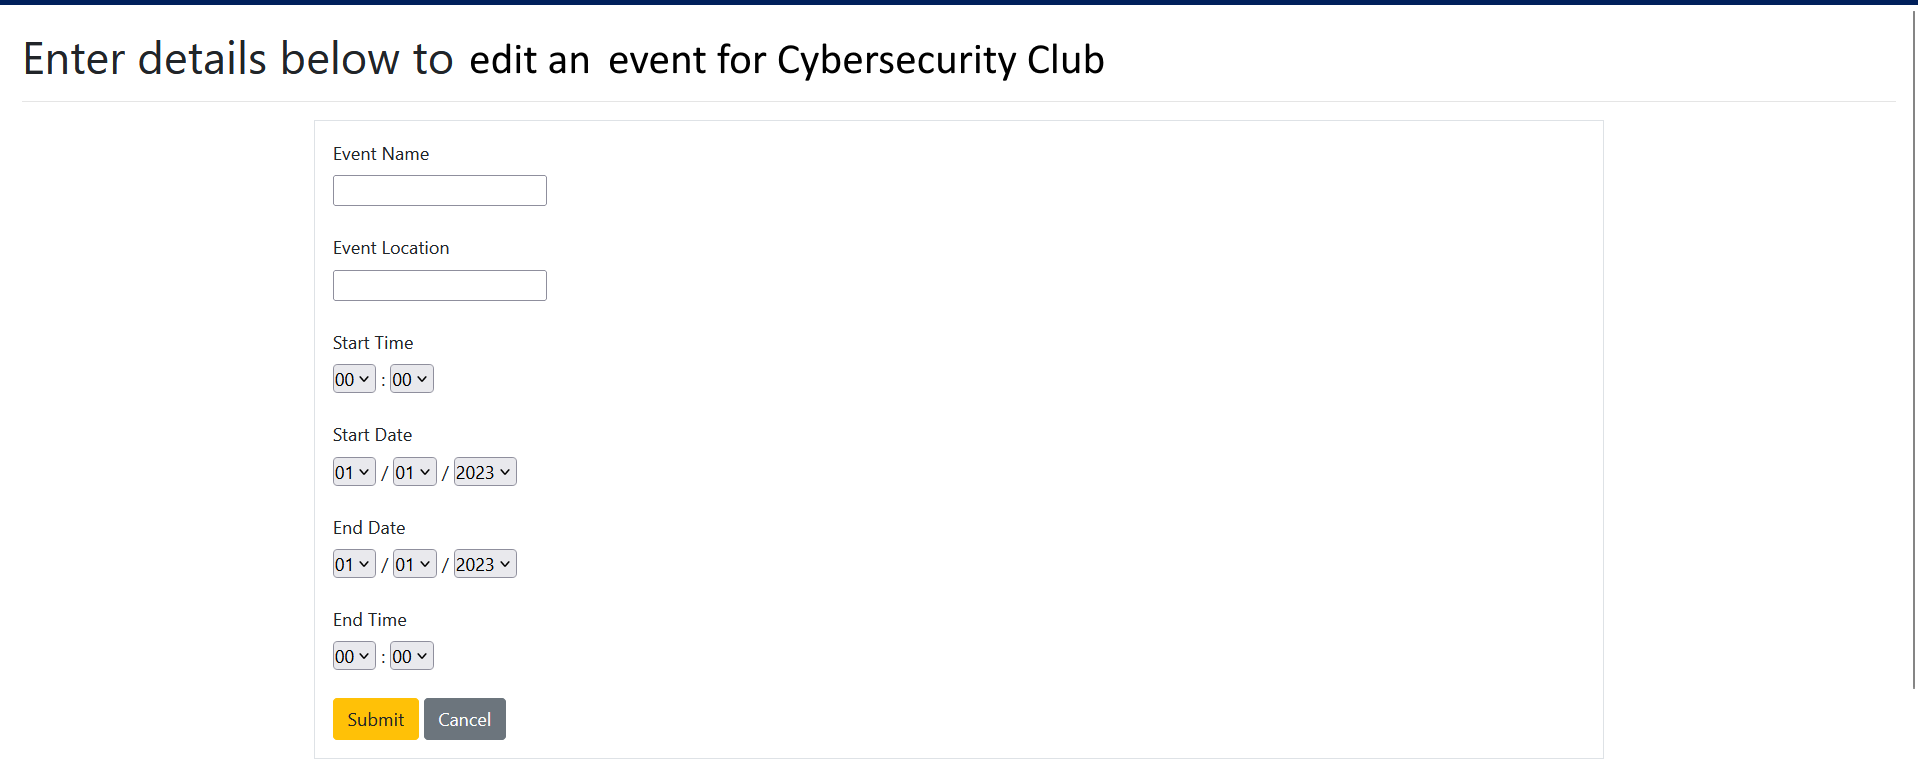 Enter details below to edit an event for Cybersecurity Club
Event Name
Event Location
Start Time
00 : 00
Start Date
01 / 01 / 2023
End Date
01 / 01 / 2023
End Time
00 : 00
Submit Cancel